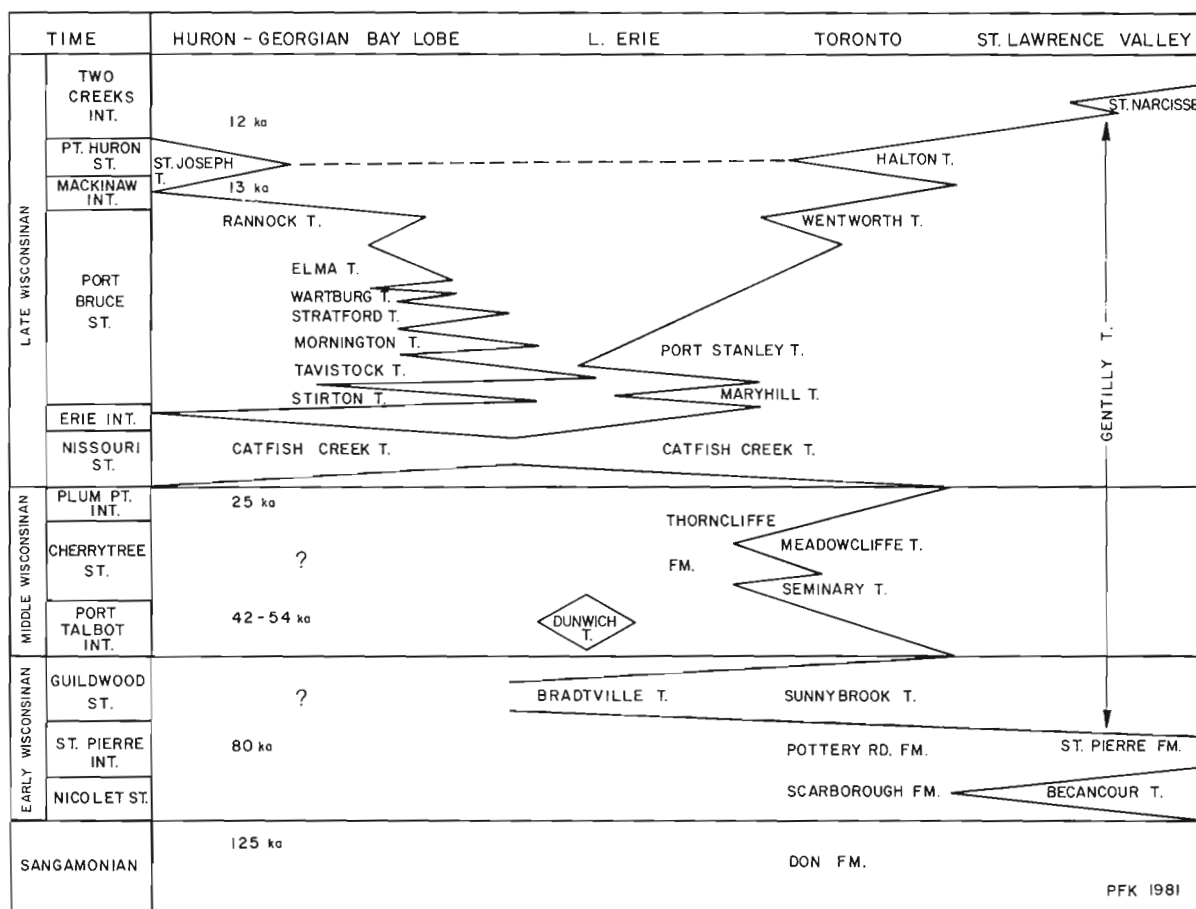 TIME
HURON - GEORGIAN BAY LOBE
L. ERIE
TORONTO
ST. LAWRENCE VALLEY
LATE WISCONSINAN
TWO
CREEKS
INT.
12 ka
ST. NARCISSE
PT. HURON
ST.
ST. JOSEPH
T.
HALTON T.
MACKINAW
INT.
13 ka
PORT
BRUCE
ST.
RANNOCK T.
WENTWORTH T.
ELMA T.
WARTBURG T.
STRATFORD T.
MORNINGTON T.
PORT STANLEY T.
TAVISTOCK T.
STIRTON T.
MARYHILL T.
GENTILLY T.
ERIE INT.
NISSOURI
ST.
CATFISH CREEK T.
CATFISH CREEK T.
MIDDLE WISCONSINAN
PLUM PT.
INT.
25 ka
THORNCLIFFE
FM.
CHERRYTREE
ST.
?
MEADOWCLIFFE T.
SEMINARY T.
PORT
TALBOT
INT.
42 - 54 ka
DUNWICH
T.
EARLY WISCONSINAN
GUILDWOOD
ST.
?
BRADTVILLE T.
SUNNYBROOK T.
ST. PIERRE
INT.
80 ka
POTTERY RD. FM.
ST. PIERRE FM.
NICOLET ST.
SCARBOROUGH FM.
BECANCOUR T.
SANGAMONIAN
125 ka
DON FM.
PFK 1981